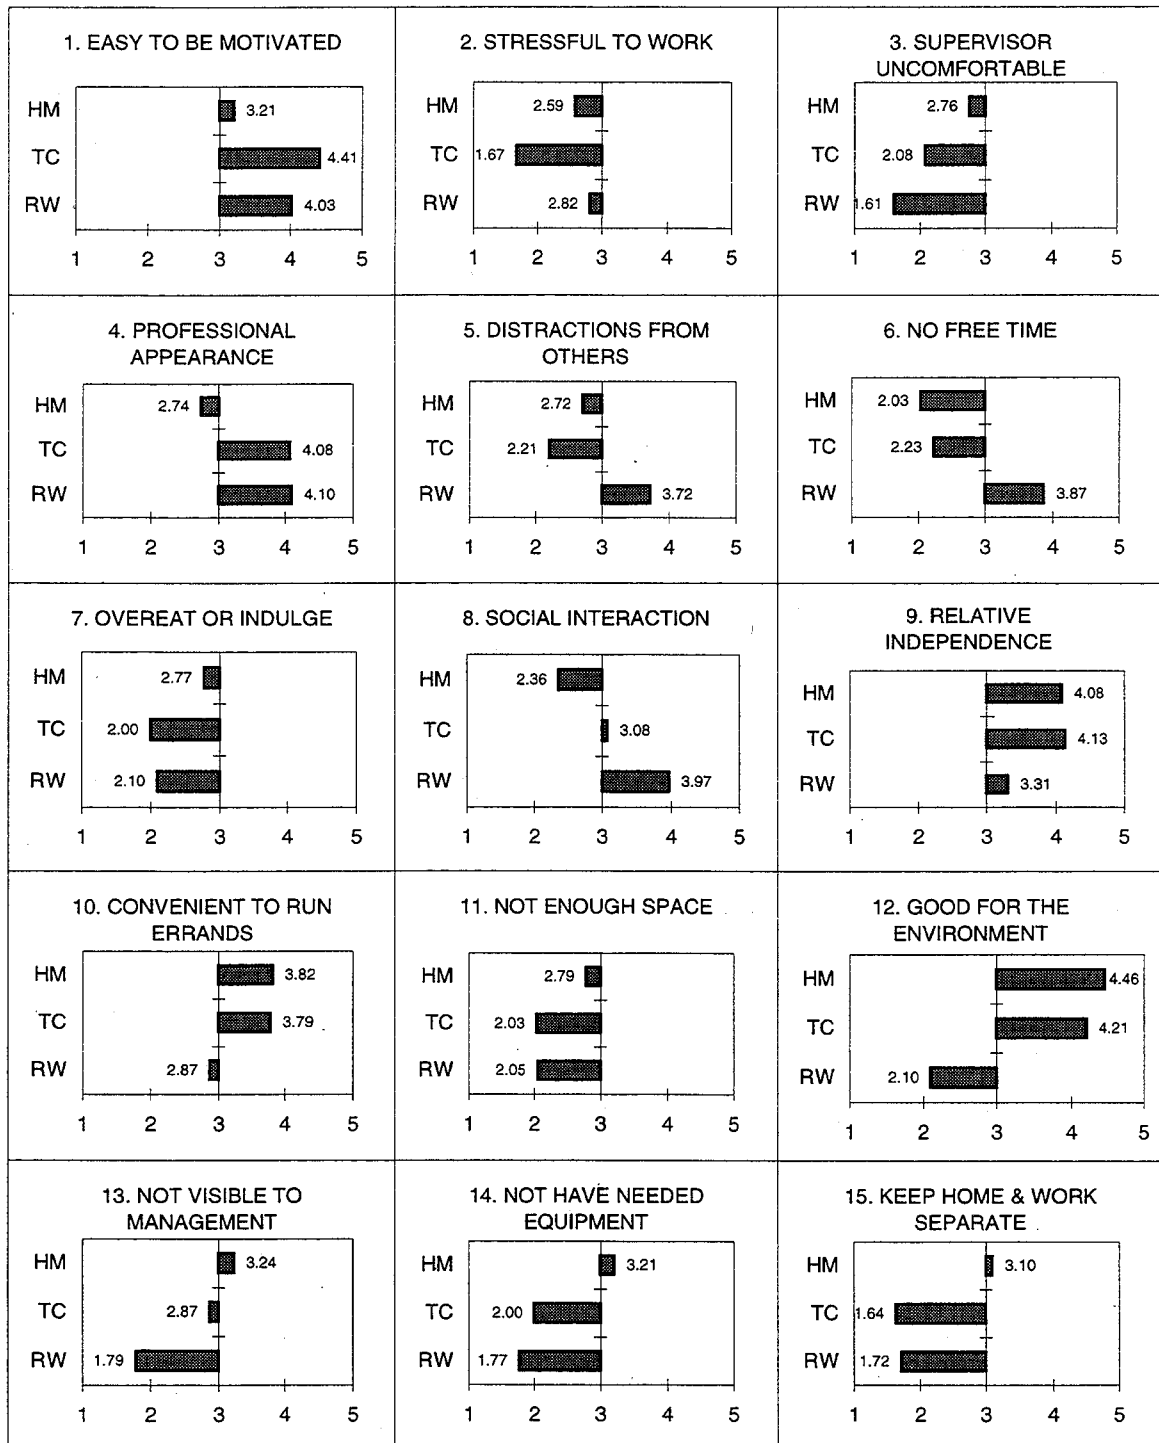 1. EASY TO BE MOTIVATED
HM 3.21
TC 4.41
RW 4.03
1 2 3 4 5
2. STRESSFUL TO WORK
HM 2.59
TC 1.67
RW 2.82
1 2 3 4 5
3. SUPERVISOR
UNCOMFORTABLE
HM 2.76
TC 2.08
RW 1.61
1 2 3 4 5
4. PROFESSIONAL
APPEARANCE
HM 2.74
TC 4.08
RW 4.10
1 2 3 4 5
5. DISTRACTIONS FROM
OTHERS
HM 2.72
TC 2.21
RW 3.72
1 2 3 4 5
6. NO FREE TIME
HM 2.03
TC 2.23
RW 3.87
1 2 3 4 5
7. OVEREAT OR INDULGE
HM 2.77
TC 2.00
RW 2.10
1 2 3 4 5
8. SOCIAL INTERACTION
HM 2.36
TC 3.08
RW 3.97
1 2 3 4 5
9. RELATIVE
INDEPENDENCE
HM 4.08
TC 4.13
RW 3.31
1 2 3 4 5
10. CONVENIENT TO RUN
ERRANDS
HM 3.82
TC 3.79
RW 2.87
1 2 3 4 5
11. NOT ENOUGH SPACE
HM 2.79
TC 2.03
RW 2.05
1 2 3 4 5
12. GOOD FOR THE
ENVIRONMENT
HM 4.46
TC 4.21
RW 2.10
1 2 3 4 5
13. NOT VISIBLE TO
MANAGEMENT
HM 3.24
TC 2.87
RW 1.79
1 2 3 4 5
14. NOT HAVE NEEDED
EQUIPMENT
HM 3.21
TC 2.00
RW 1.77
1 2 3 4 5
15. KEEP HOME & WORK
SEPARATE
HM 3.10
TC 1.64
RW 1.72
1 2 3 4 5